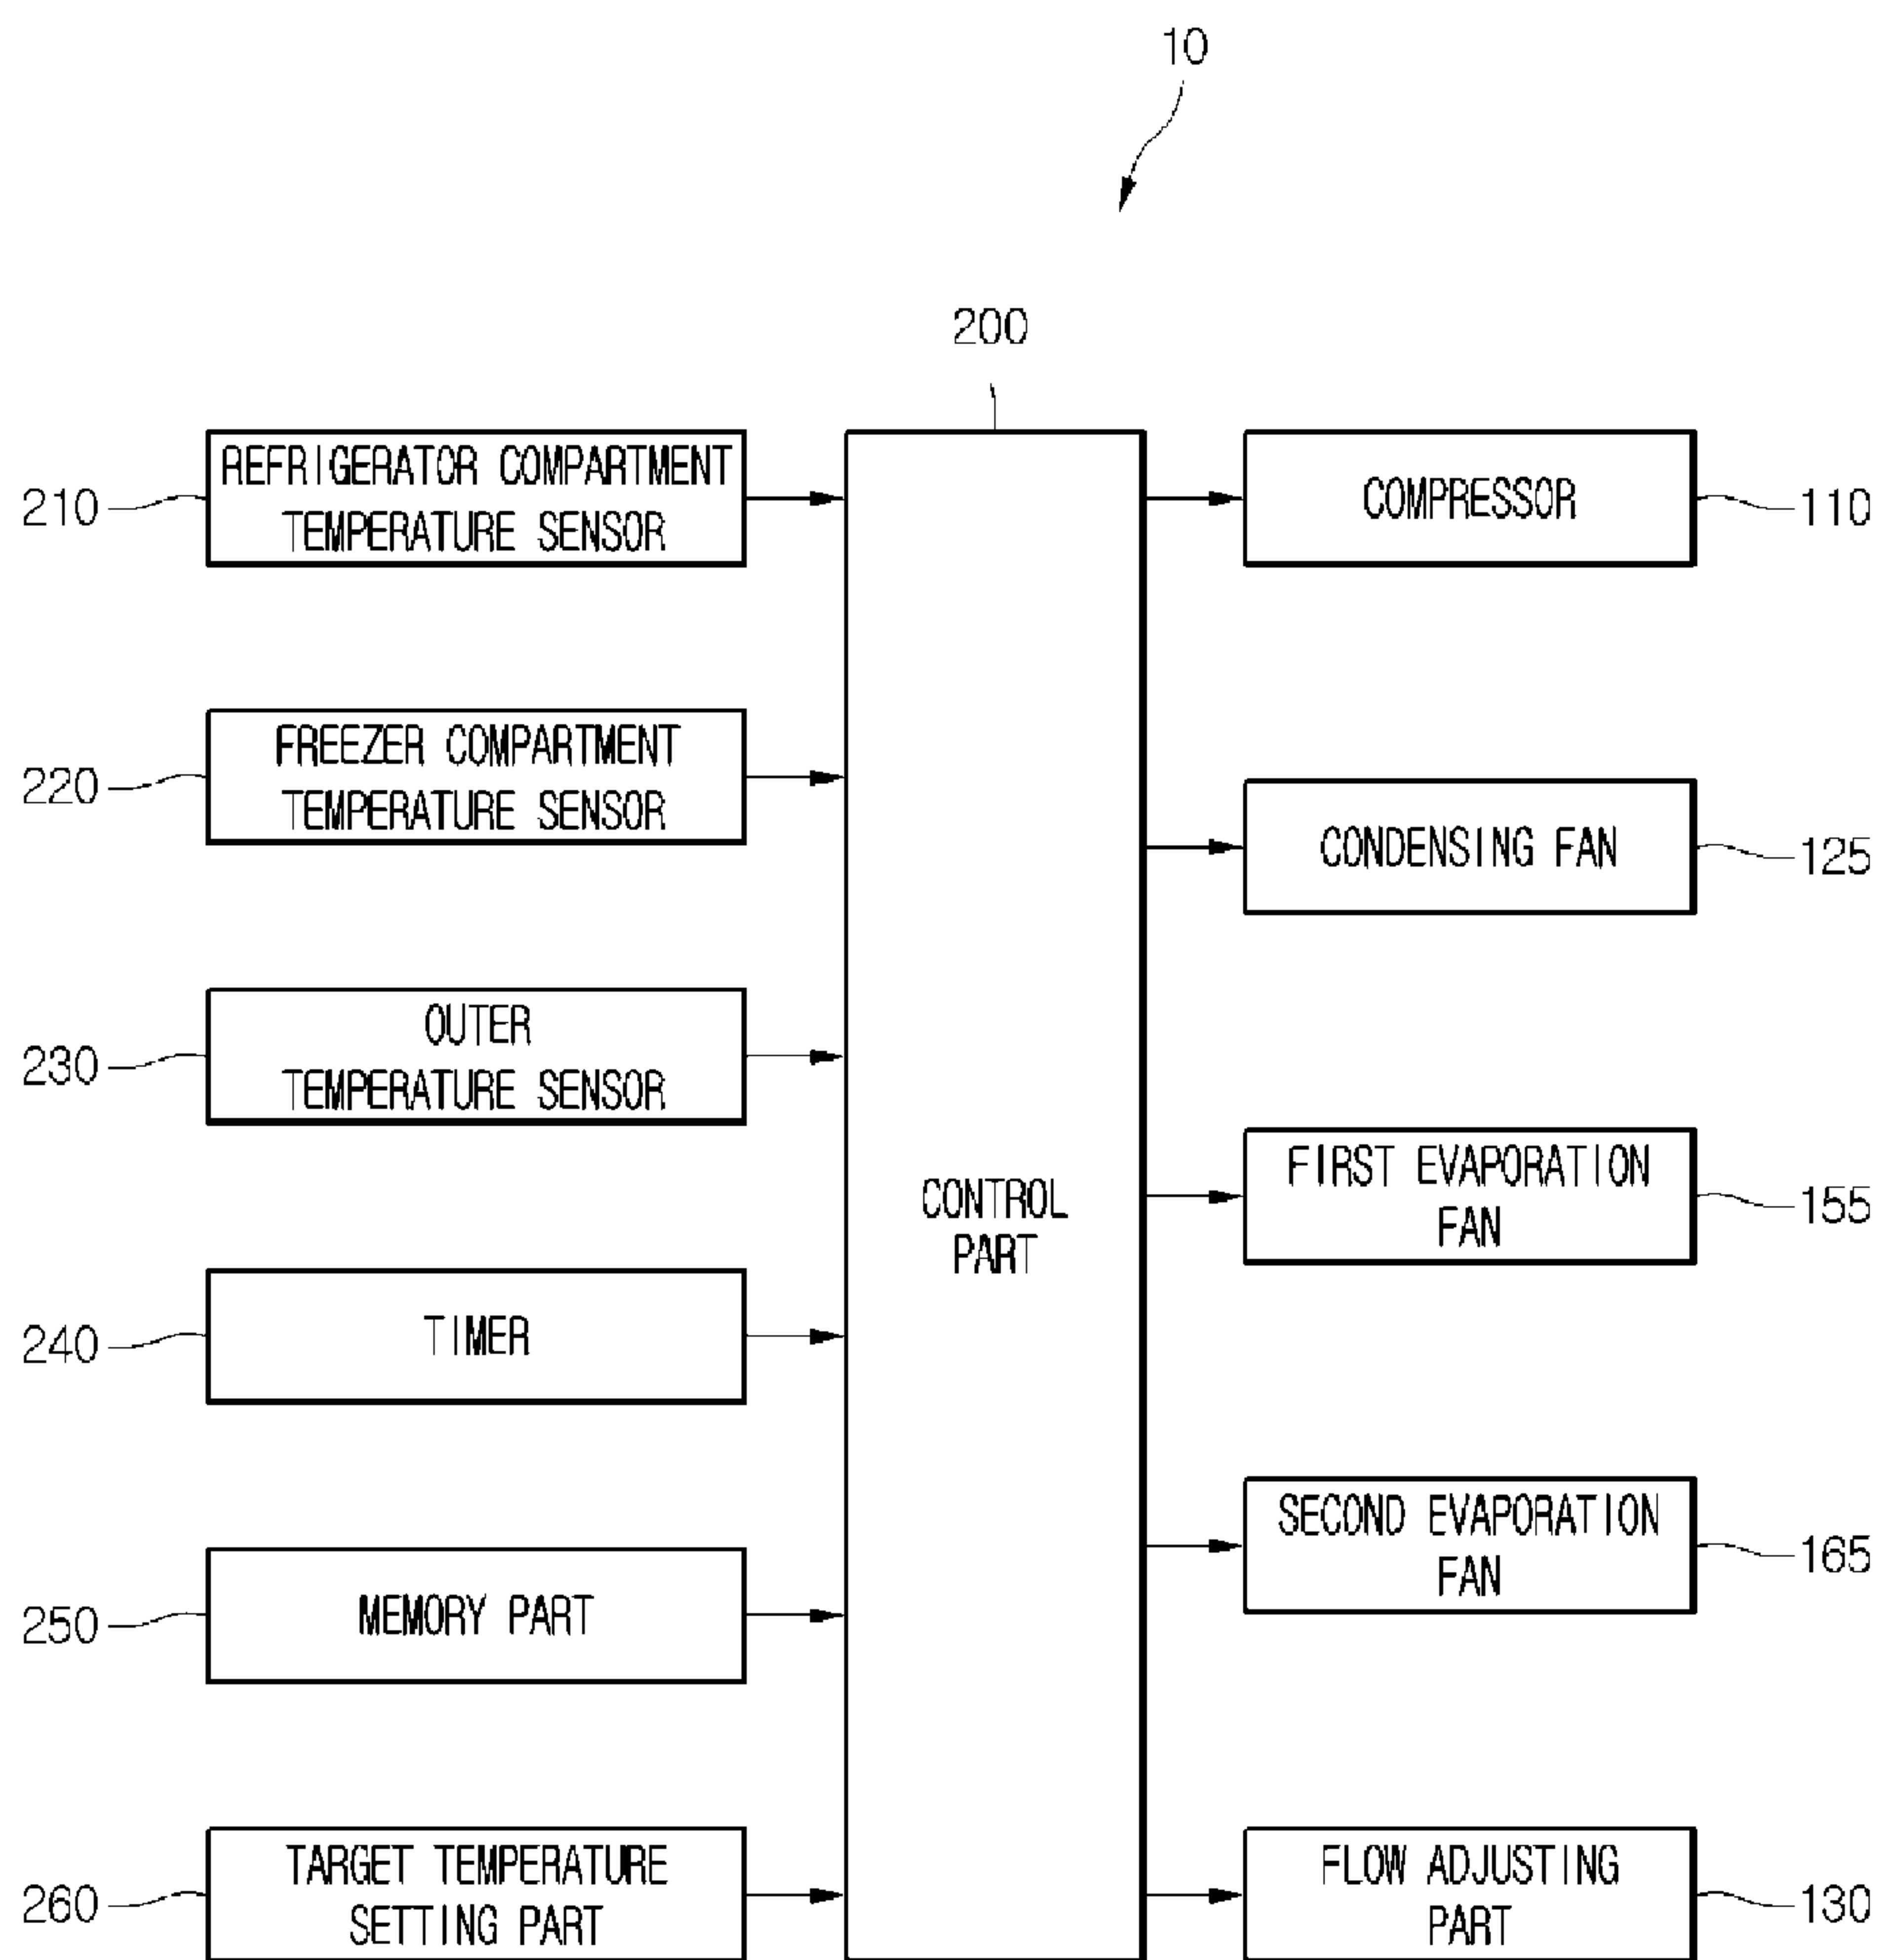 10
200
210
REFRIGERATOR COMPARTMENT
TEMPERATURE SENSOR
COMPRESSOR
110
220
FREEZER COMPARTMENT
TEMPERATURE SENSOR
CONDENSING FAN
125
230
OUTER
TEMPERATURE SENSOR
CONTROL
PART
FIRST EVAPORATION
FAN
155
240
TIMER
SECOND EVAPORATION
FAN
165
250
MEMORY PART
260
TARGET TEMPERATURE
SETTING PART
FLOW ADJUSTING
PART
130